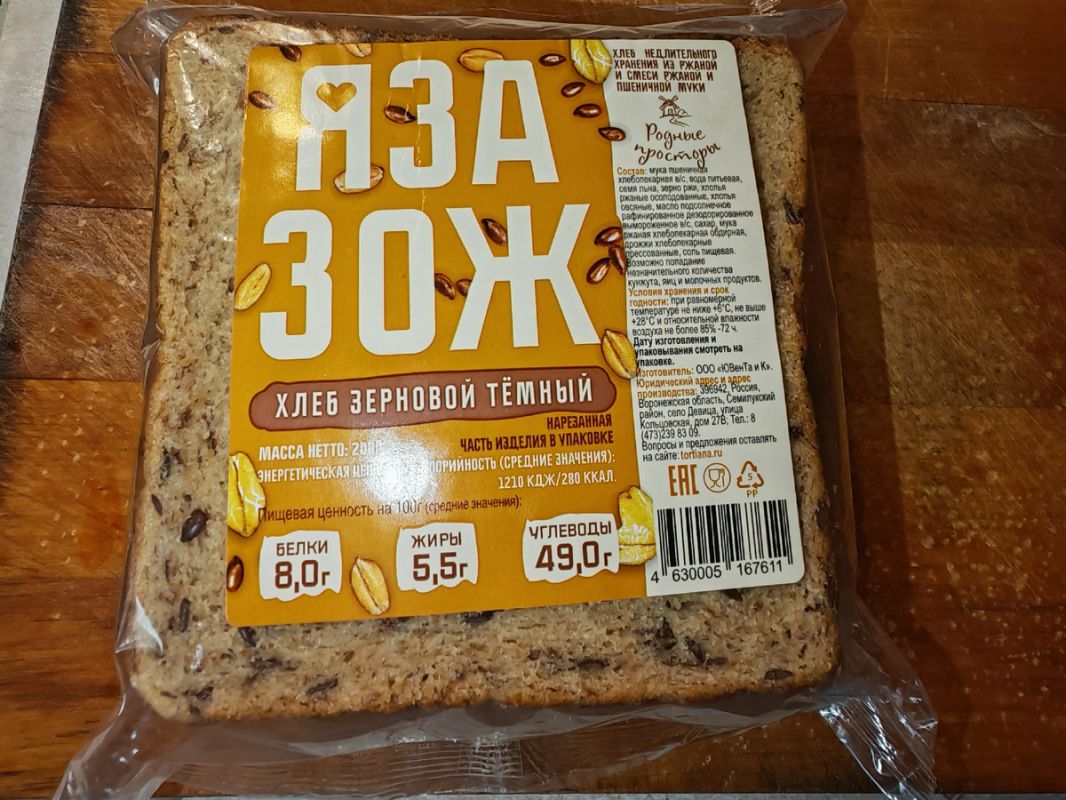 ЯЗА
ЗОЖ
ХЛЕБ ЗЕРНОВОЙ ТЁМНЫЙ
НАРЕЗАННАЯ
ЧАСТЬ ИЗДЕЛИЯ В УПАКОВКЕ
МАССА НЕТТО:
ЭНЕРГЕТИЧЕСКАЯ (СРЕДНИЕ ЗНАЧЕНИЯ):
1210 КДЖ/280 ККАЛ.
Пищевая ценность на 100г (средние значения):
БЕЛКИ
8,0г
ЖИРЫ
5,5г
УГЛЕВОДЫ
49,0г
ХЛЕБ НЕДЛИТЕЛЬНОГО
ХРАНЕНИЯ ИЗ РЖАНОЙ
И СМЕСИ РЖАНОЙ И
ПШЕНИЧНОЙ МУКИ
Родные
просторы
Состав: мука пшеничная
хлебопекарная в/с, вода питьевая,
семя льна, зерно ржи, хлопья
ржаные осолодованные, хлопья
овсяные, масло подсолнечное
рафинированное дезодорированное
вымороженное в/с, сахар, мука
ржаная хлебопекарная обдирная,
дрожжи хлебопекарные
прессованные, соль пищевая.
Возможно попадание
незначительного количества
кунжута, яиц и молочных продуктов.
Условия хранения и срок
годности: при равномерной
температуре не ниже +6°С, не выше
+28°С и относительной влажности
воздуха не более 85% -72 ч.
Дату изготовления и
упаковывания смотреть на
упаковке.
Изготовитель: ООО «ЮВенТа и К».
Юридический адрес и адрес
производства: 396942, Россия,
Воронежская область, Семилукский
район, село Девица, улица
Кольцовская, дом 27В, Тел.: 8
(473)239 83 09.
Вопросы и предложения оставлять
на сайте: tortiana.ru
EAC
5
PP
4 630005 167611